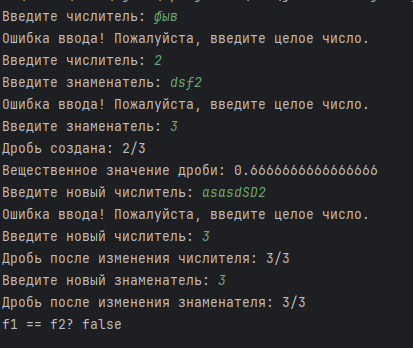 Введите числитель: фыв
Ошибка ввода! Пожалуйста, введите целое число.
Введите числитель: 2
Введите знаменатель: dsf2
Ошибка ввода! Пожалуйста, введите целое число.
Введите знаменатель: 3
Дробь создана: 2/3
Вещественное значение дроби: 0.6666666666666666
Введите новый числитель: asasdSD2
Ошибка ввода! Пожалуйста, введите целое число.
Введите новый числитель: 3
Дробь после изменения числителя: 3/3
Введите новый знаменатель: 3
Дробь после изменения знаменателя: 3/3
f1 == f2? false